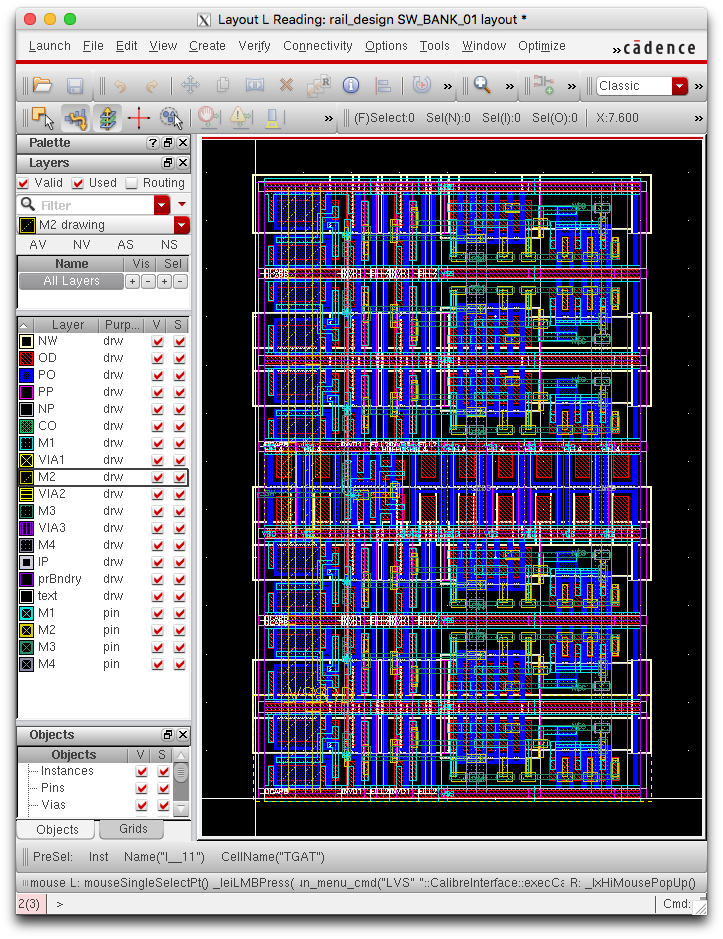 Layout L Reading: rail_design SW_BANK_01 layout *
Launch File Edit View Create Verify Connectivity Options Tools Window Optimize » cādence
» » » Classic »
» (F)Select:0 Sel(N):0 Sel(I):0 Sel(O):0 X:7.600 »
Palette ?
Layers
Valid Used Routing
Filter
M2 drawing
AV NV AS NS
Name Vis Sel
All Layers + - + -
Layer Purp... V S
NW drw
OD drw
PO drw
PP drw
NP drw
CO drw
M1 drw
VIA1 drw
M2 drw
VIA2 drw
M3 drw
VIA3 drw
M4 drw
IP drw
prBndry drw
text drw
M1 pin
M2 pin
M3 pin
M4 pin
Objects
Objects V S
Instances
Pins
Vias
Objects Grids
PreSel: Inst Name("I__11") CellName("TGAT")
mouse L: mouseSingleSelectPt() _leiLMBPress( ın_menu_cmd("LVS" "::CalibreInterface::execCa R: _lxHiMousePopUp()
2(3) > Cmd: